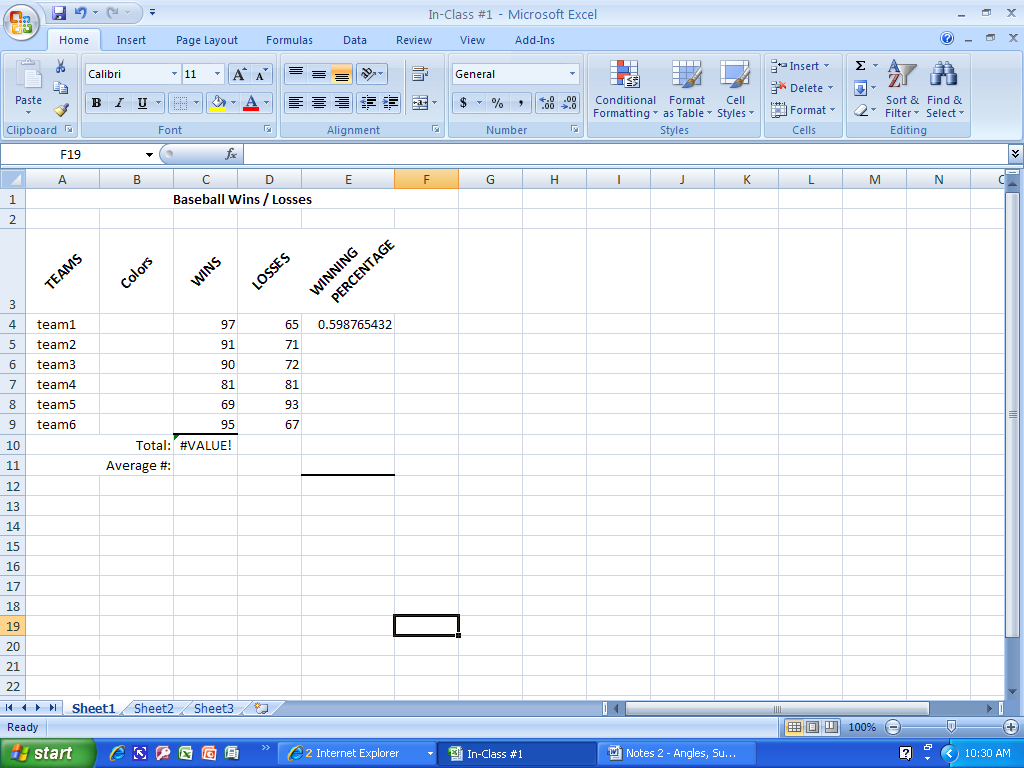 In-Class #1 - Microsoft Excel
Home Insert Page Layout Formulas Data Review View Add-Ins
Calibri 11 General Insert
Paste B I U $ % , Conditional Formatting Format as Table Cell Styles Delete Σ Sort & Filter Find & Select
Format
Clipboard Font Alignment Number Styles Cells Editing
F19 fx
A B C D E F G H I J K L M N
1 Baseball Wins / Losses
2
3 TEAMS Colors WINS LOSSES WINNING PERCENTAGE
4 team1 97 65 0.598765432
5 team2 91 71
6 team3 90 72
7 team4 81 81
8 team5 69 93
9 team6 95 67
10 Total: #VALUE!
11 Average #:
12
13
14
15
16
17
18
19
20
21
22
Sheet1 Sheet2 Sheet3
Ready 100%
start 2 Internet Explorer In-Class #1 Notes 2 - Angles, Su... 10:30 AM